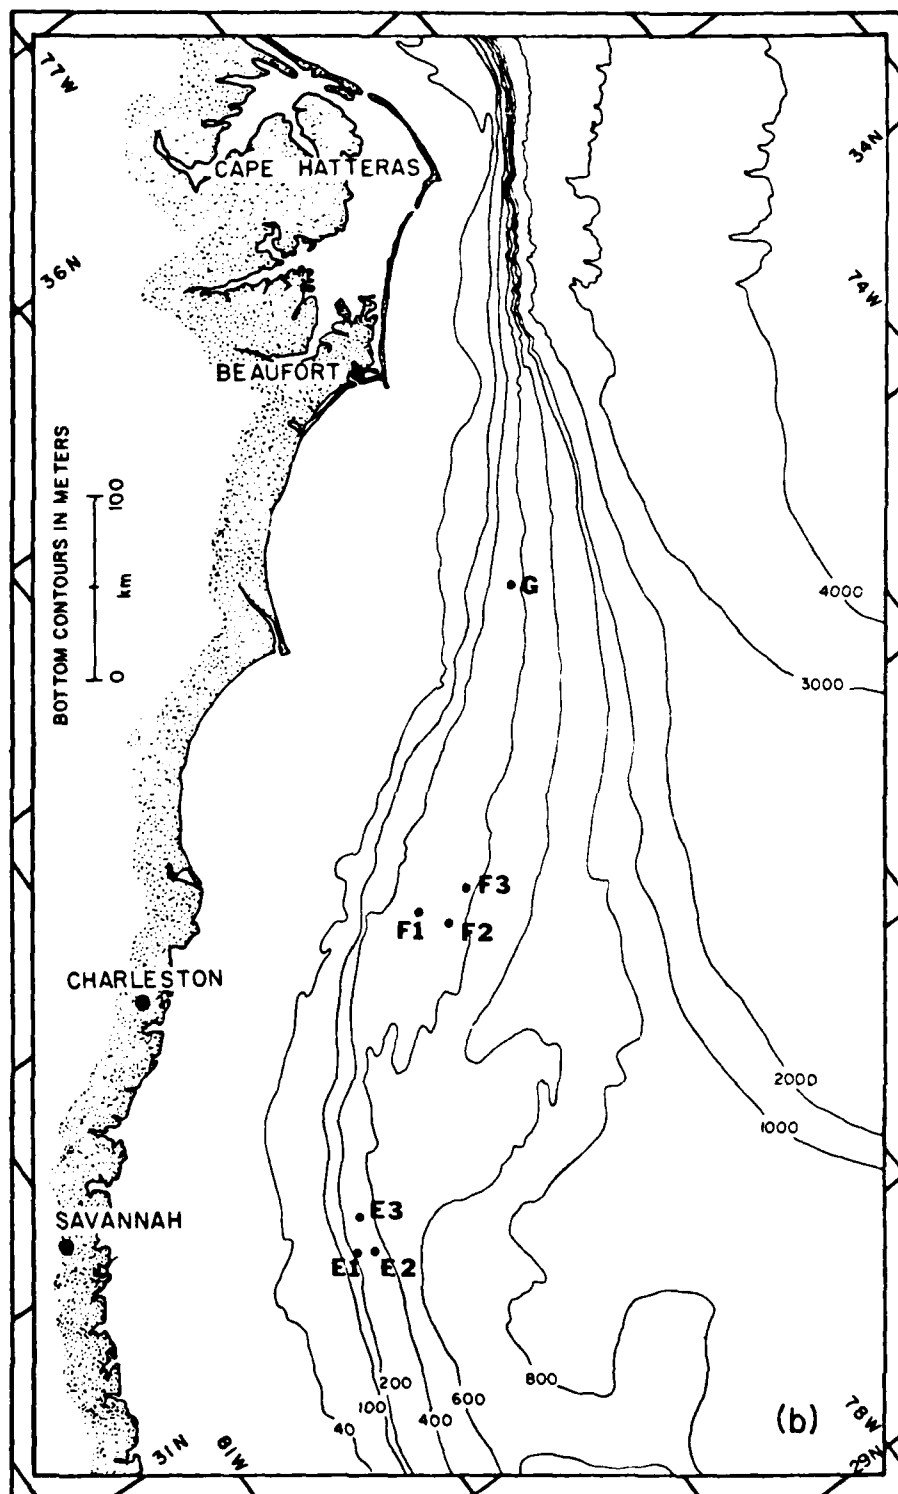 77W
34N
CAPE HATTERAS
36N
74W
BEAUFORT
BOTTOM CONTOURS IN METERS
0 100
km
G
4000
3000
F3
F1 F2
CHARLESTON
2000
1000
E3
SAVANNAH
E1 E2
800
600
400
200
100
40
(b)
78W
29N
31N
81W